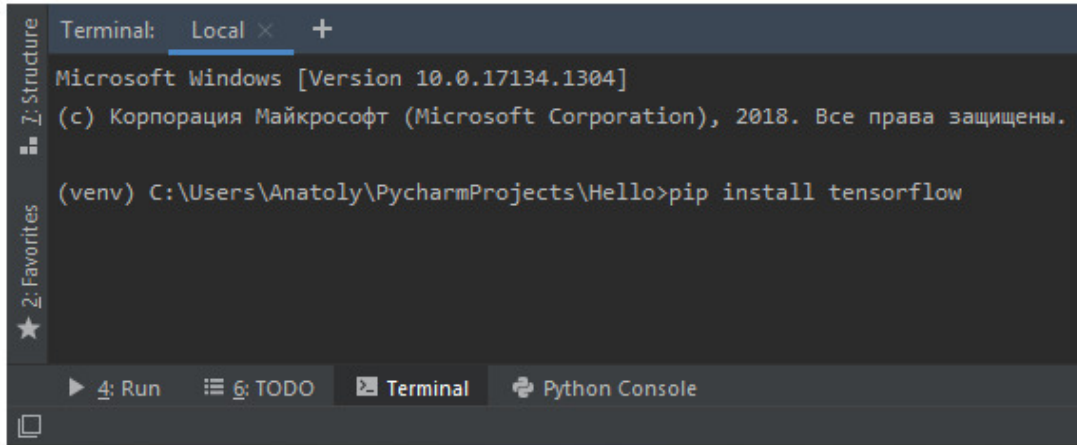 Terminal: Local × +
Microsoft Windows [Version 10.0.17134.1304]
(c) Корпорация Майкрософт (Microsoft Corporation), 2018. Все права защищены.
(venv) C:\Users\Anatoly\PycharmProjects\Hello>pip install tensorflow
7: Structure
2: Favorites
4: Run 6: TODO Terminal Python Console